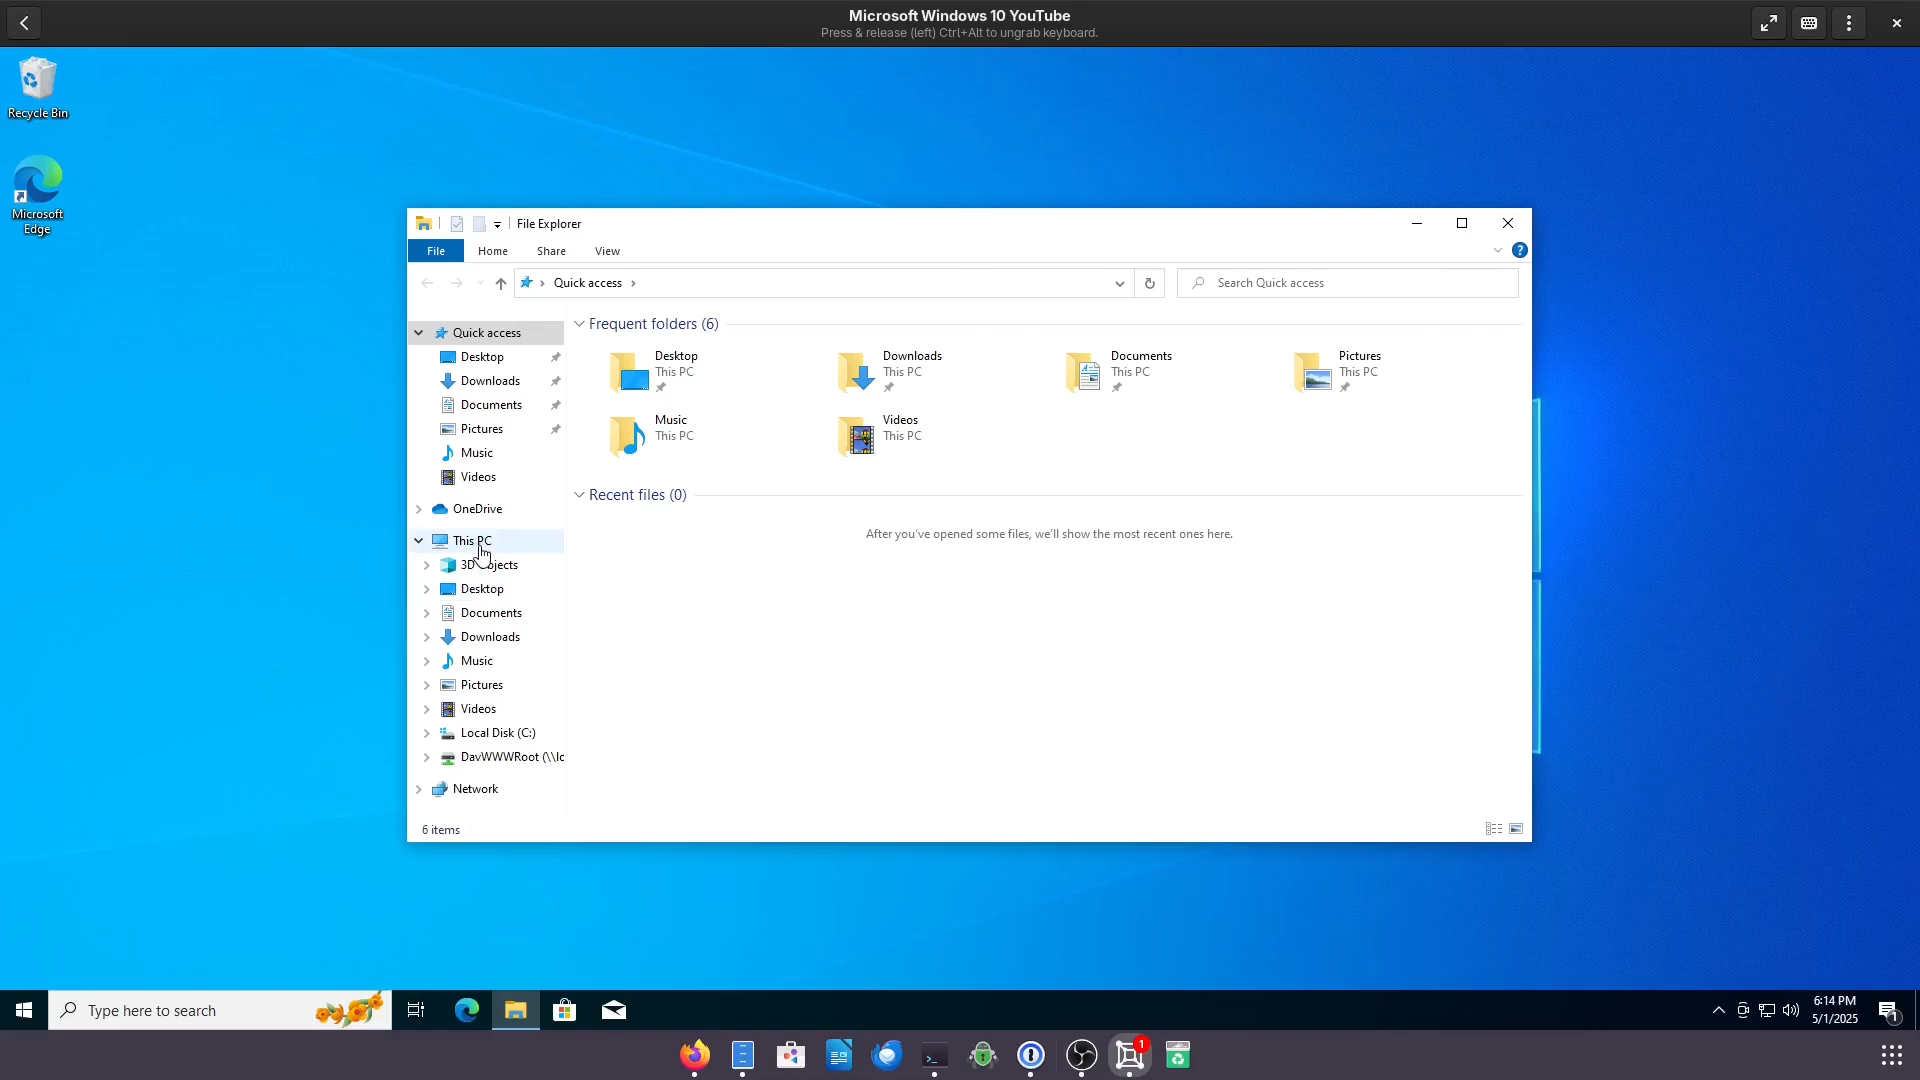 Microsoft Windows 10 YouTube
Press & release (left) Ctrl+Alt to ungrab keyboard.
Recycle Bin
Microsoft
Edge
File Explorer
File Home Share View
Quick access
Search Quick access
Quick access
Desktop
Downloads
Documents
Pictures
Music
Videos
OneDrive
This PC
3D Objects
Desktop
Documents
Downloads
Music
Pictures
Videos
Local Disk (C:)
DavWWWRoot (\\lo
Network
Frequent folders (6)
Desktop
This PC
Downloads
This PC
Documents
This PC
Pictures
This PC
Music
This PC
Videos
This PC
Recent files (0)
After you've opened some files, we'll show the most recent ones here.
6 items
Type here to search
6:14 PM
5/1/2025
1
1